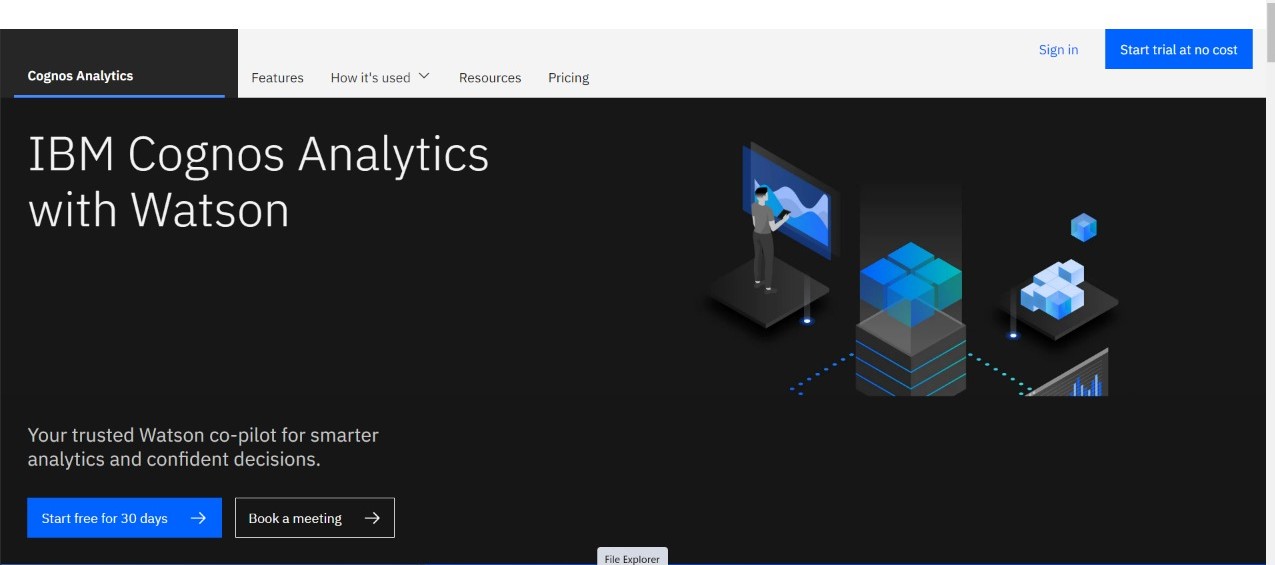 Sign in
Start trial at no cost
Cognos Analytics
Features
How it's used
Resources
Pricing
IBM Cognos Analytics
with Watson
Your trusted Watson co-pilot for smarter
analytics and confident decisions.
Start free for 30 days
Book a meeting
File Explorer